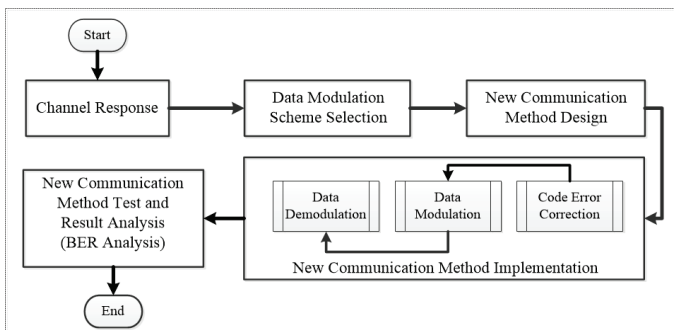 Start
Channel Response
Data Modulation
Scheme Selection
New Communication
Method Design
New Communication
Method Test and
Result Analysis
(BER Analysis)
Data
Demodulation
Data
Modulation
Code Error
Correction
New Communication Method Implementation
End